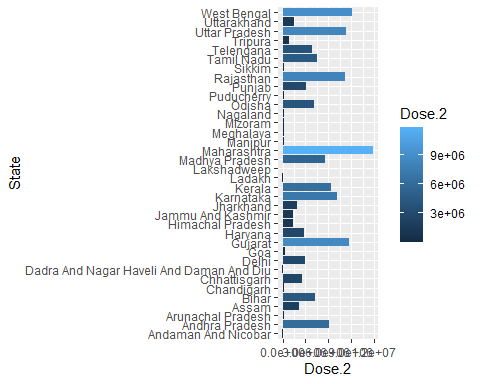 West Bengal
Uttarakhand
Uttar Pradesh
Tripura
Telengana
Tamil Nadu
Sikkim
Rajasthan
Punjab
Puducherry
Odisha
Nagaland
Mizoram
Meghalaya
Manipur
Maharashtra
Madhya Pradesh
Lakshadweep
Ladakh
Kerala
Karnataka
Jharkhand
Jammu And Kashmir
Himachal Pradesh
Haryana
Gujarat
Goa
Delhi
Dadra And Nagar Haveli And Daman And Diu
Chhattisgarh
Chandigarh
Bihar
Assam
Arunachal Pradesh
Andhra Pradesh
Andaman And Nicobar
State
Dose.2
Dose.2
9e+06
6e+06
3e+06